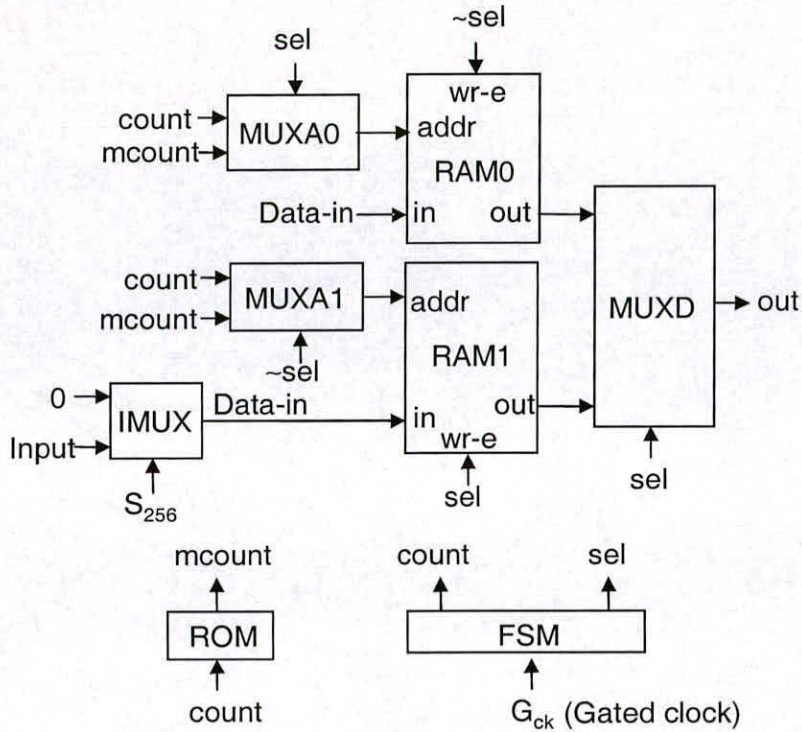 sel
~sel
count
mcount
MUXA0
wr-e
addr
RAM0
Data-in
in
out
count
mcount
MUXA1
~sel
addr
RAM1
in
out
wr-e
sel
MUXD
out
sel
0
Input
IMUX
Data-in
S256
mcount
ROM
count
count
sel
FSM
Gck (Gated clock)